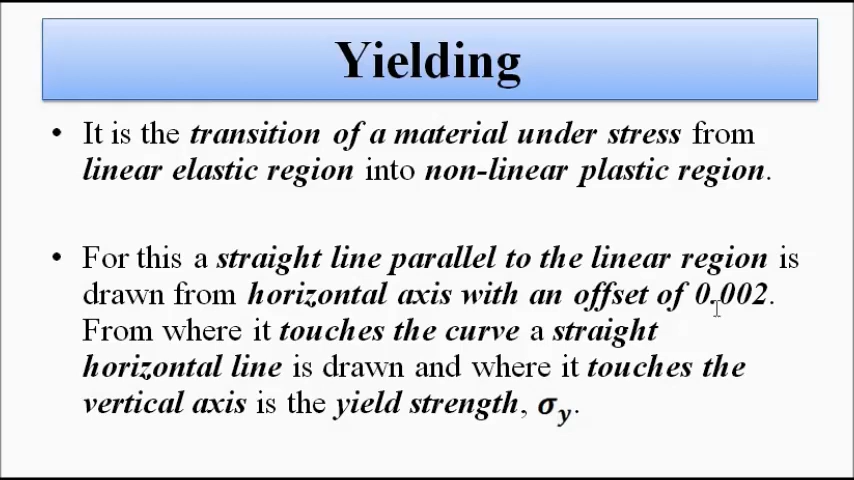 Yielding
• It is the transition of a material under stress from
linear elastic region into non-linear plastic region.
• For this a straight line parallel to the linear region is
drawn from horizontal axis with an offset of 0.002.
From where it touches the curve a straight
horizontal line is drawn and where it touches the
vertical axis is the yield strength, σy.